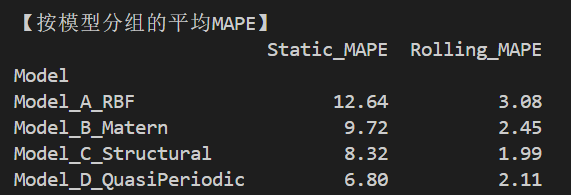 【按模型分组的平均MAPE】
Static_MAPE Rolling_MAPE
Model
Model_A_RBF 12.64 3.08
Model_B_Matern 9.72 2.45
Model_C_Structural 8.32 1.99
Model_D_QuasiPeriodic 6.80 2.11